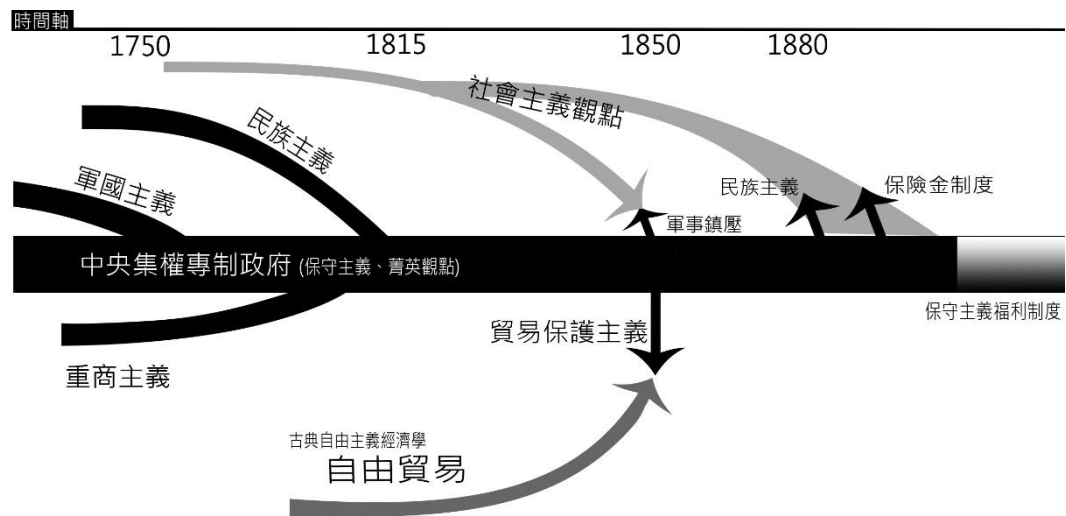 時間軸
1750
1815
1850
1880
社會主義觀點
民族主義
軍國主義
民族主義
保險金制度
軍事鎮壓
中央集權專制政府 (保守主義、菁英觀點)
保守主義福利制度
貿易保護主義
重商主義
古典自由主義經濟學
自由貿易